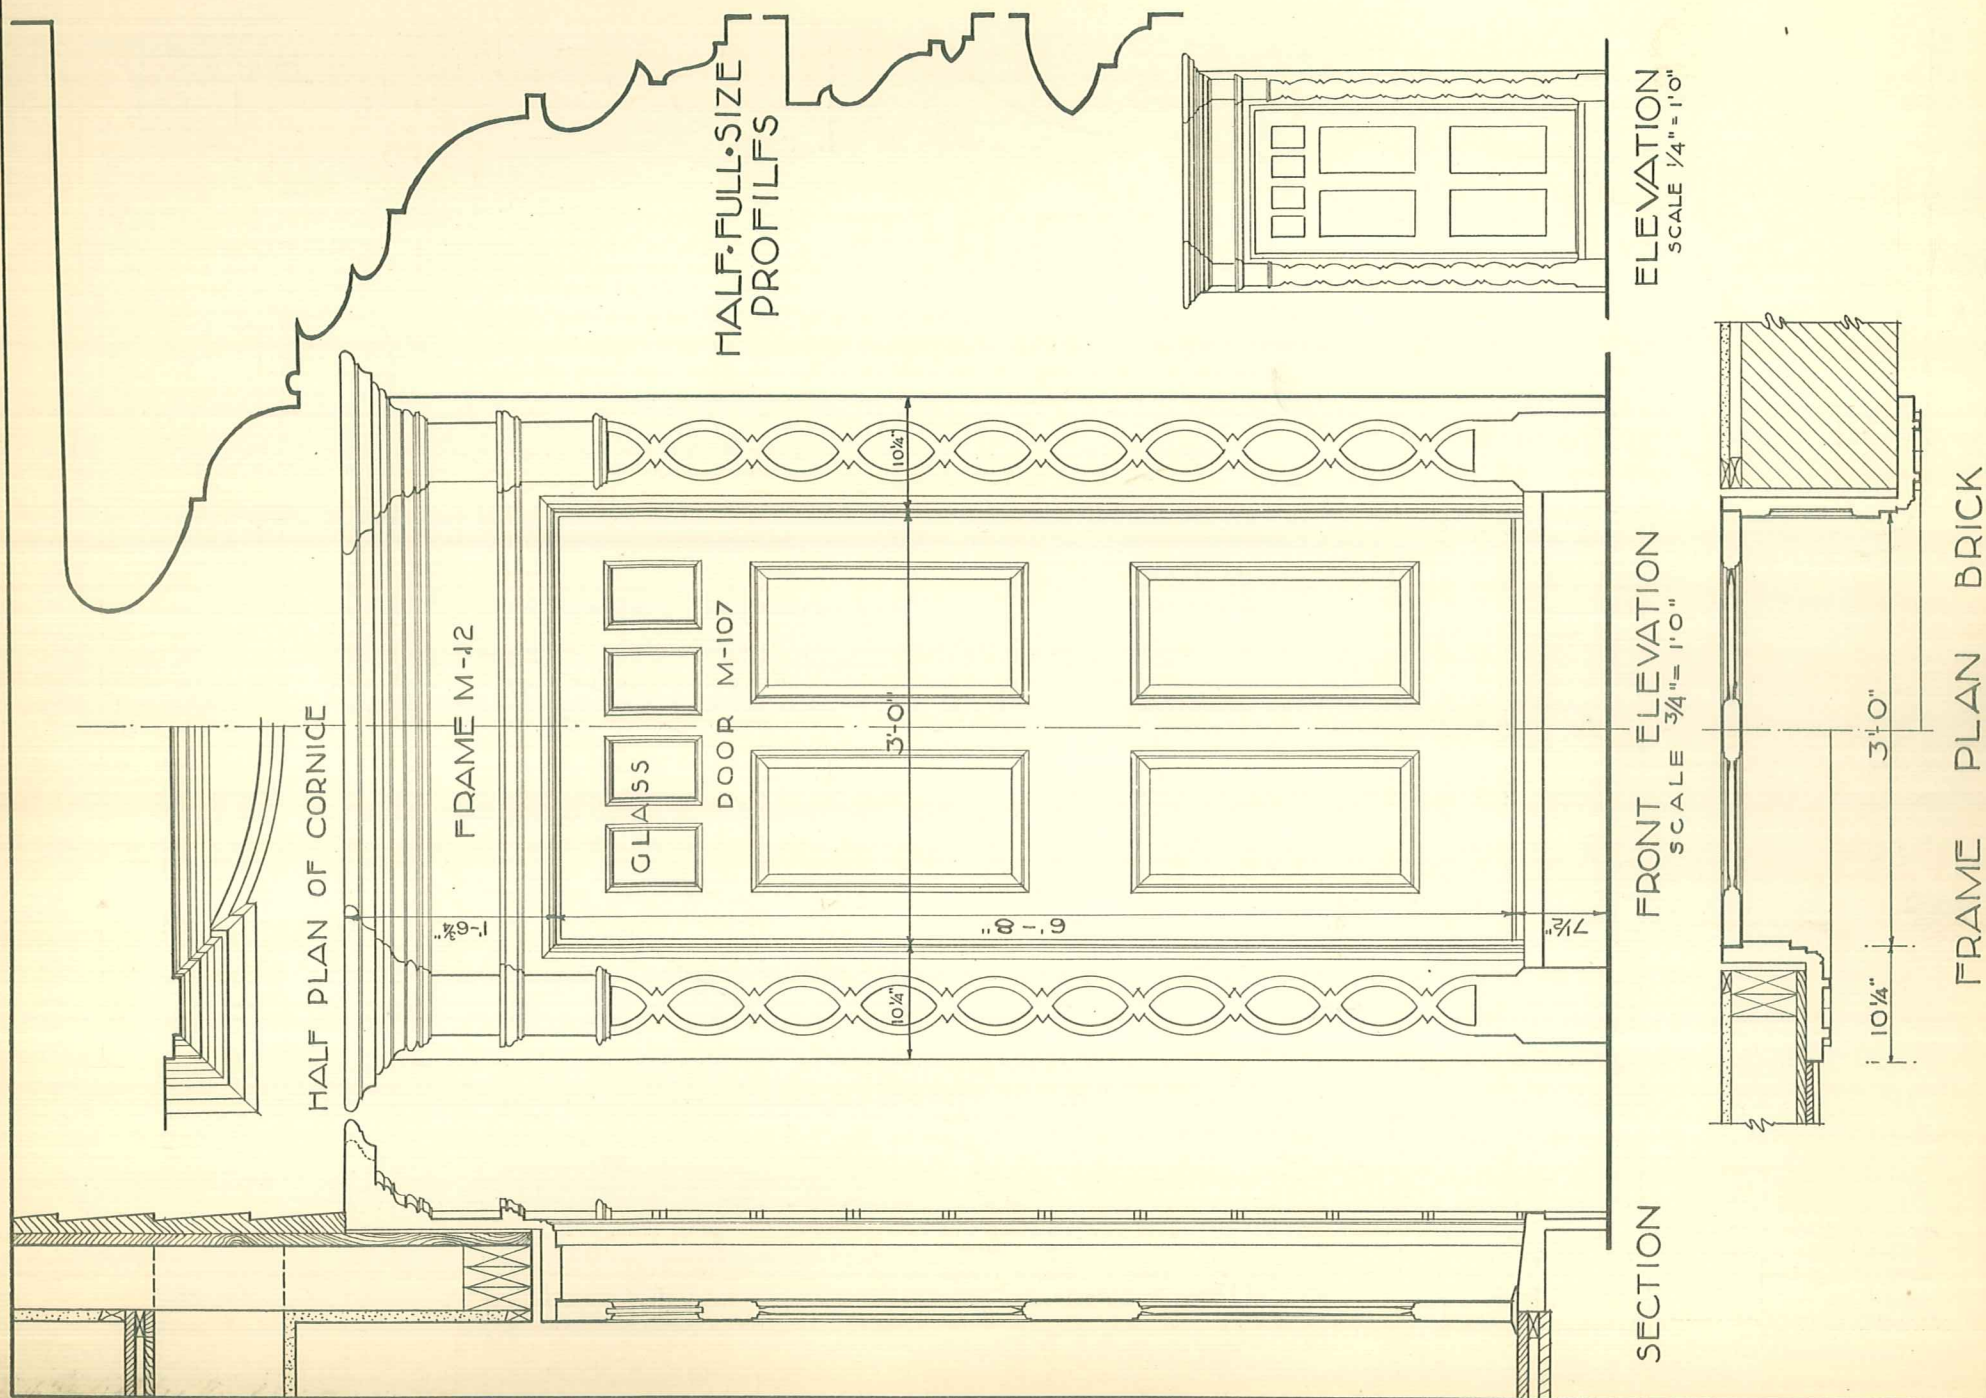 HALF·FULL·SIZE
PROFILES
HALF PLAN OF CORNICE
FRAME M-12
GLASS
DOOR M-107
1'-6¾"
6'-8"
7½"
10¼"
3'-0"
10¼"
ELEVATION
SCALE ¼"=1'0"
FRONT ELEVATION
SCALE ¾"=1'0"
SECTION
10¼"
3'-0"
FRAME PLAN BRICK